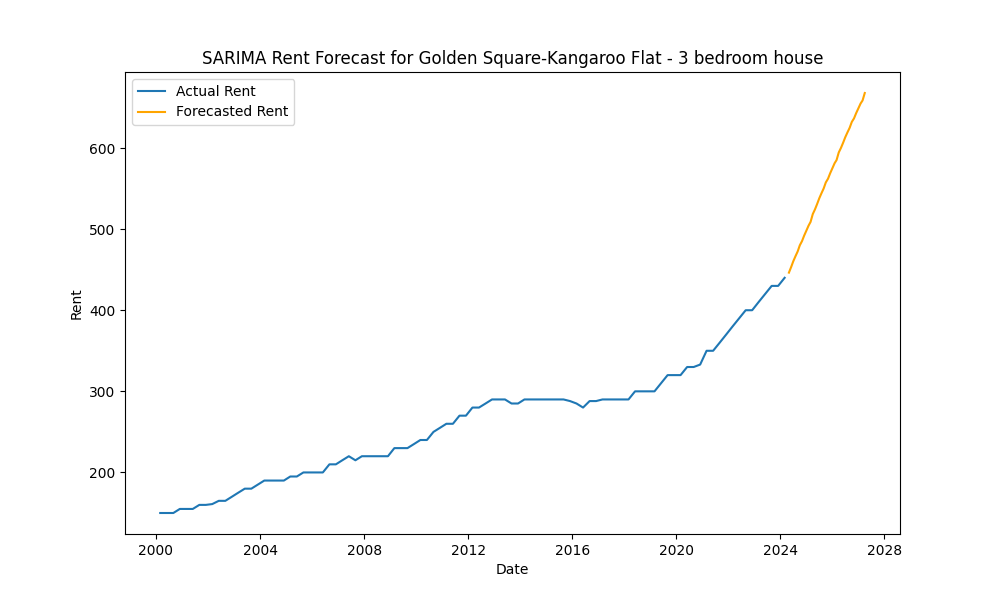 SARIMA Rent Forecast for Golden Square-Kangaroo Flat - 3 bedroom house
Actual Rent
Forecasted Rent
600
500
400
300
200
Rent
2000 2004 2008 2012 2016 2020 2024 2028
Date